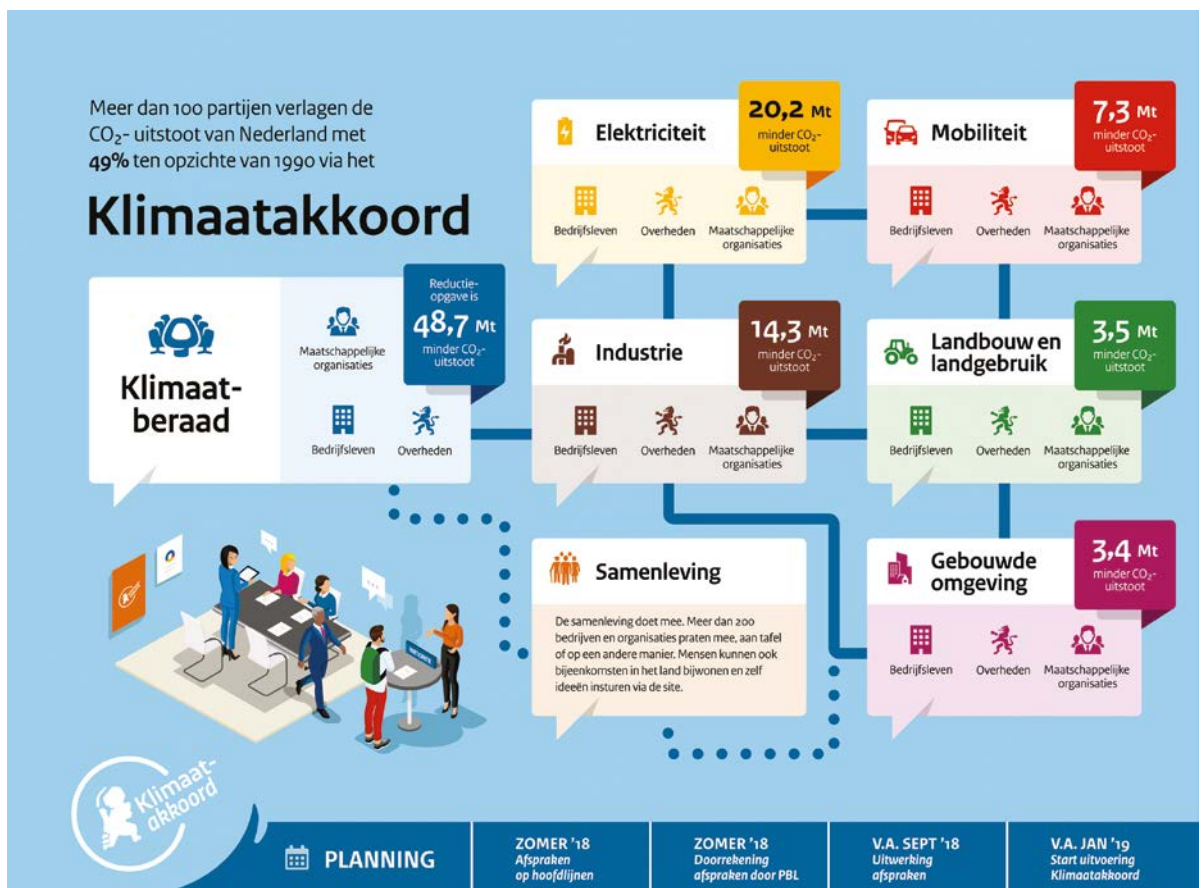 Meer dan 100 partijen verlagen de
CO₂- uitstoot van Nederland met
49% ten opzichte van 1990 via het
Klimaatakkoord
Klimaat-
beraad
Maatschappelijke
organisaties
Bedrijfsleven
Overheden
Reductie-
opgave is
48,7 Mt
minder CO₂-
uitstoot
Elektriciteit
20,2 Mt
minder CO₂-
uitstoot
Bedrijfsleven
Overheden
Maatschappelijke
organisaties
Mobiliteit
7,3 Mt
minder CO₂-
uitstoot
Bedrijfsleven
Overheden
Maatschappelijke
organisaties
Industrie
14,3 Mt
minder CO₂-
uitstoot
Bedrijfsleven
Overheden
Maatschappelijke
organisaties
Landbouw en
landgebruik
3,5 Mt
minder CO₂-
uitstoot
Bedrijfsleven
Overheden
Maatschappelijke
organisaties
Samenleving
De samenleving doet mee. Meer dan 200
bedrijven en organisaties praten mee, aan tafel
of op een andere manier. Mensen kunnen ook
bijeenkomsten in het land bijwonen en zelf
ideeën insturen via de site.
Gebouwde
omgeving
3,4 Mt
minder CO₂-
uitstoot
Bedrijfsleven
Overheden
Maatschappelijke
organisaties
Klimaat-
akkoord
PLANNING
ZOMER '18
Afspraken
op hoofdlijnen
ZOMER '18
Doorrekening
afspraken door PBL
V.A. SEPT '18
Uitwerking
afspraken
V.A. JAN '19
Start uitvoering
Klimaatakkoord